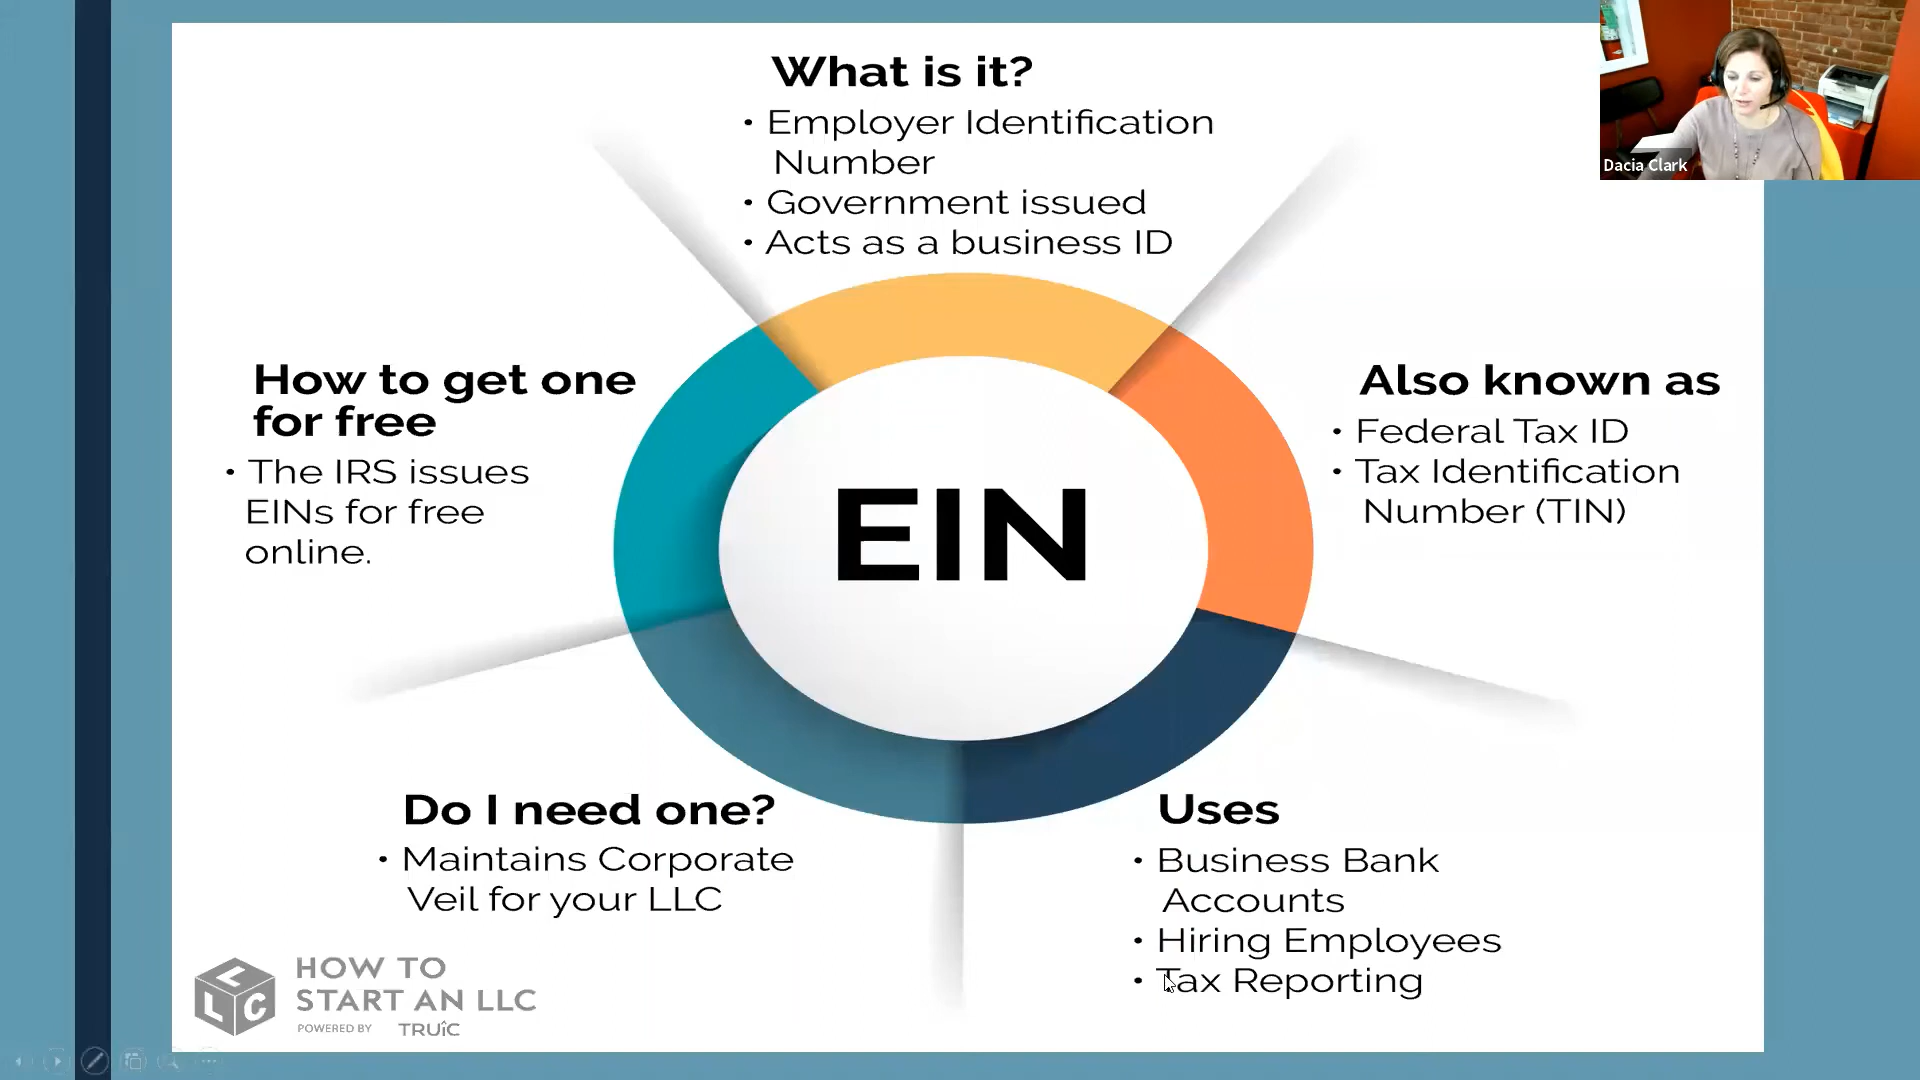 What is it?
• Employer Identification
Number
• Government issued
• Acts as a business ID
Dacia Clark
How to get one
for free
• The IRS issues
EINs for free
online.
EIN
Also known as
• Federal Tax ID
• Tax Identification
Number (TIN)
Do I need one?
• Maintains Corporate
Veil for your LLC
Uses
• Business Bank
Accounts
• Hiring Employees
• Tax Reporting
LLC
HOW TO
START AN LLC
POWERED BY TRUiC